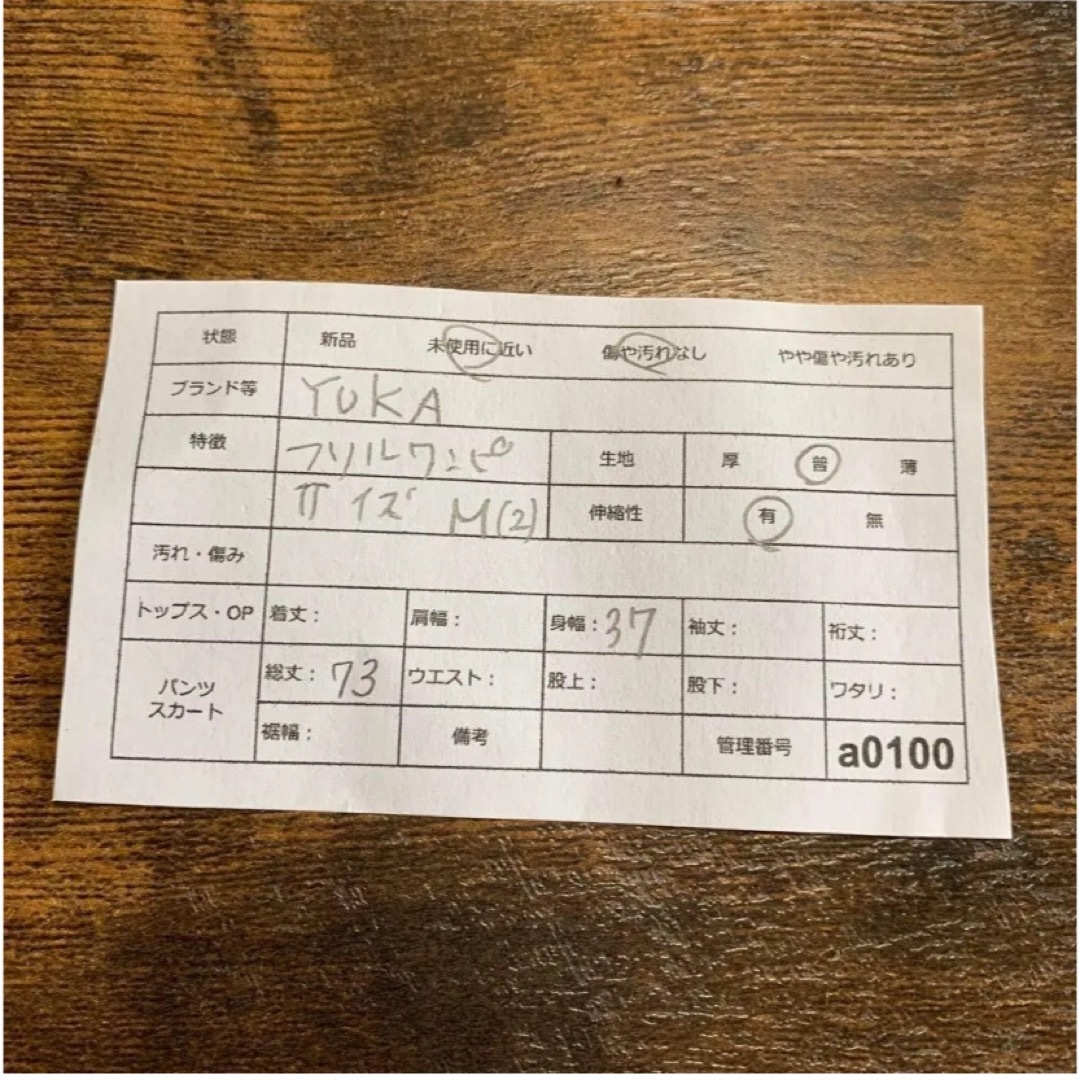 状態 新品 未使用に近い 傷や汚れなし やや傷や汚れあり
ブランド等 YUKA
特徴 フリルワンピ 生地 厚 普 薄
サイズ M(2) 伸縮性 有 無
汚れ・傷み
トップス・OP 着丈: 肩幅: 身幅:37 袖丈: 裄丈:
パンツ スカート 総丈:73 ウエスト: 股上: 股下: ワタリ:
裾幅: 備考 管理番号 a0100